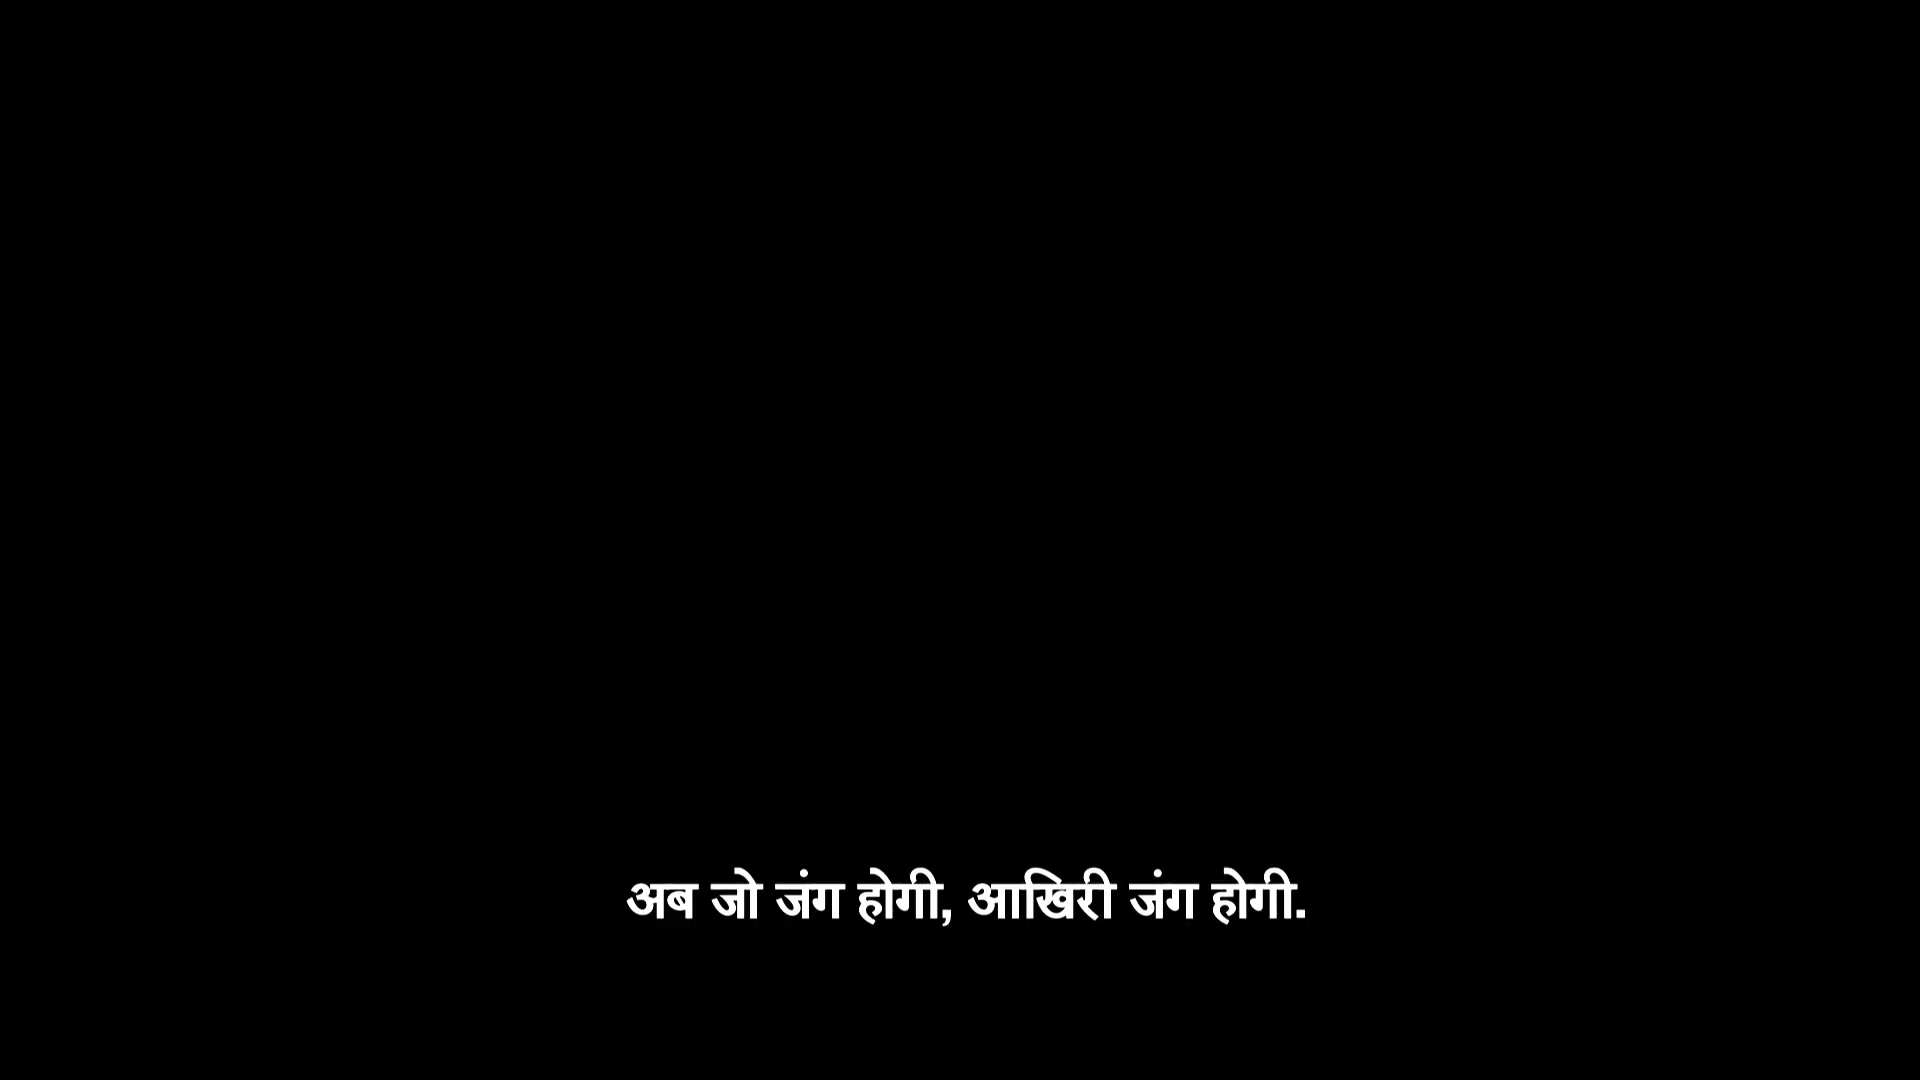 अब जो जंग होगी, आखिरी जंग होगी.